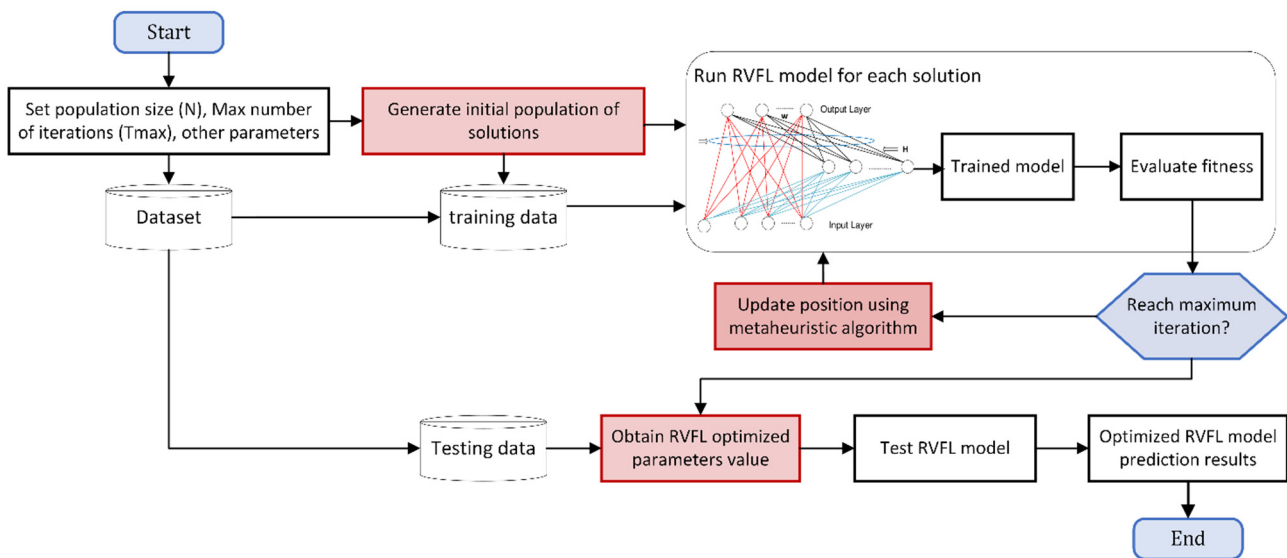 Start
Set population size (N), Max number
of iterations (Tmax), other parameters
Generate initial population of
solutions
Run RVFL model for each solution
Output Layer
W
H
Input Layer
Trained model
Evaluate fitness
Dataset
training data
Update position using
metaheuristic algorithm
Reach maximum
iteration?
Testing data
Obtain RVFL optimized
parameters value
Test RVFL model
Optimized RVFL model
prediction results
End